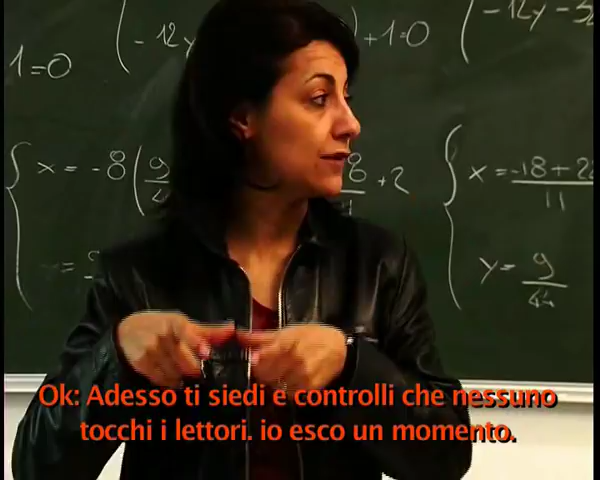 1=0
( -12y
+1=0
( -12y -
x = -8 ( 9
8 +2
x = -18+22
11
=
y = 9
44
Ok: Adesso ti siedi e controlli che nessuno
tocchi i lettori. io esco un momento.